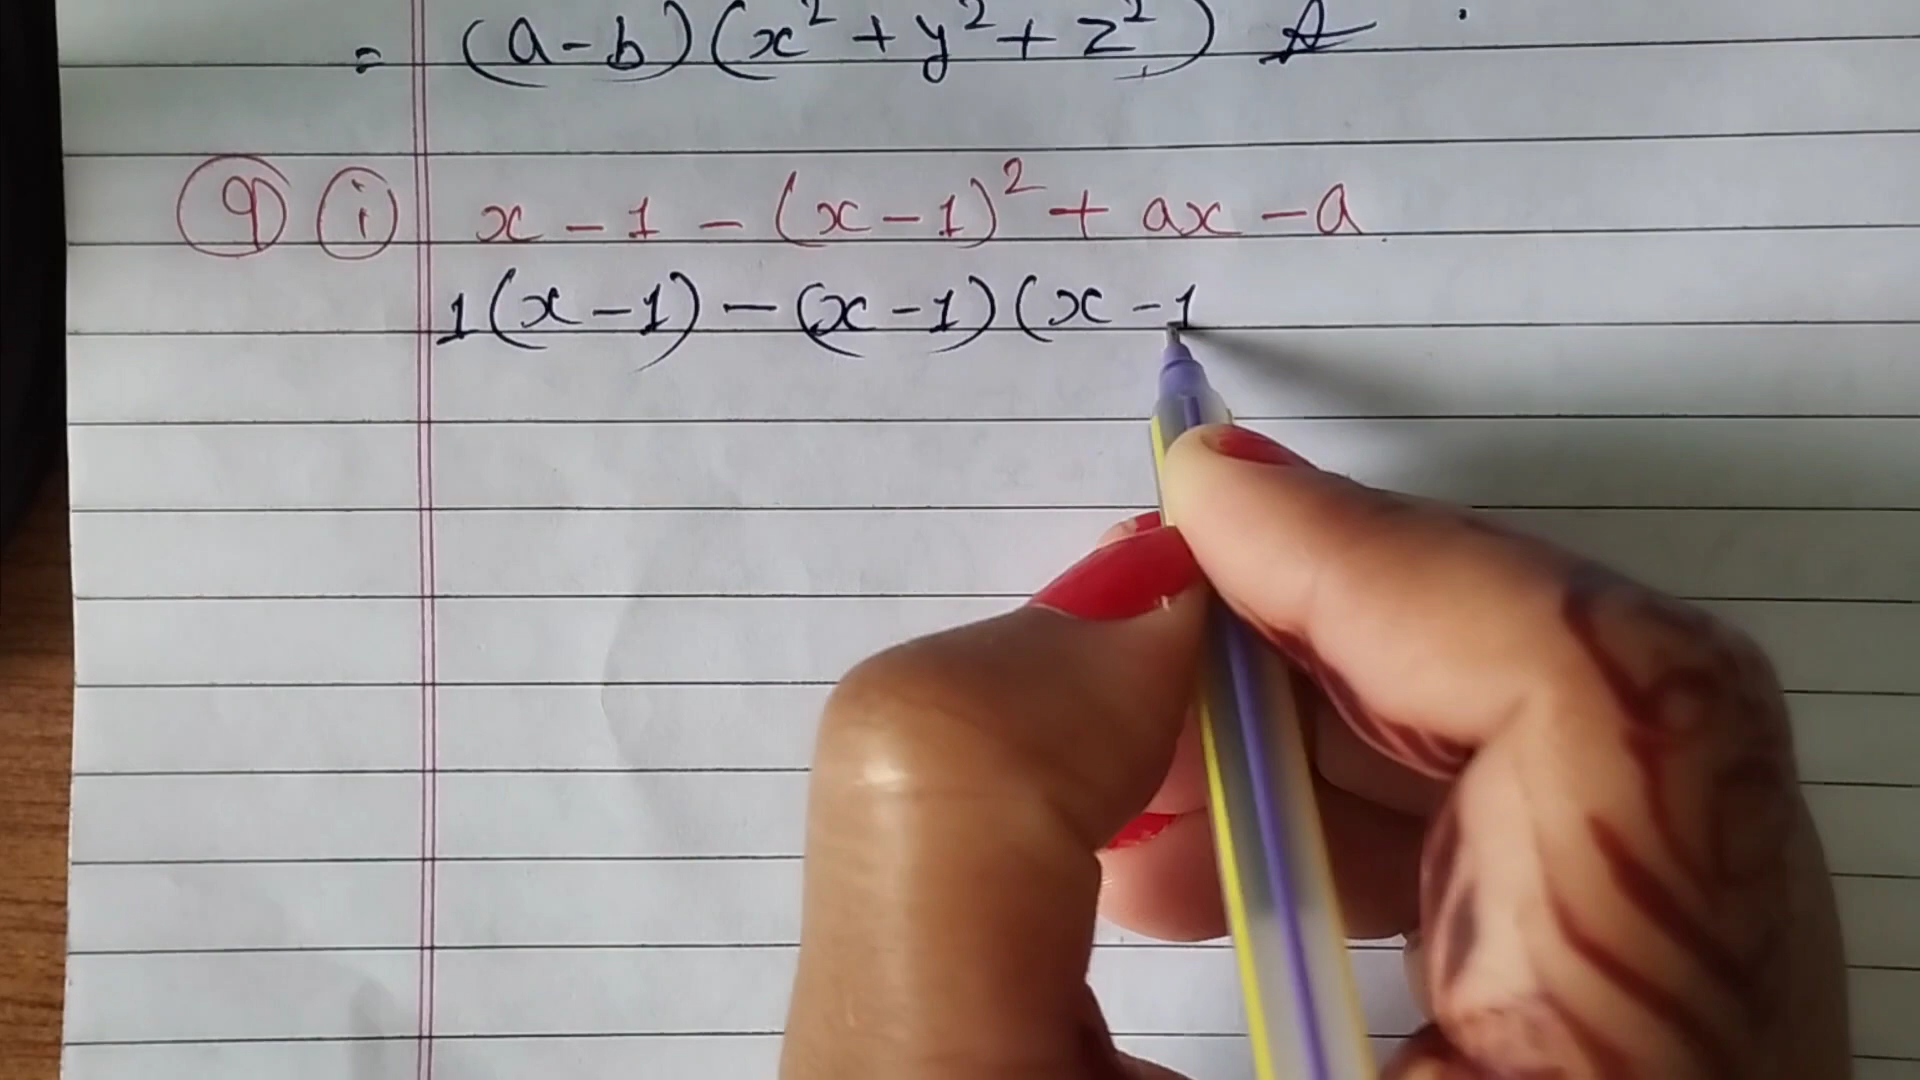 = (a-b)(x²+y²+z²) A
9 i x-1-(x-1)²+ax-a
1(x-1)-(x-1)(x-1